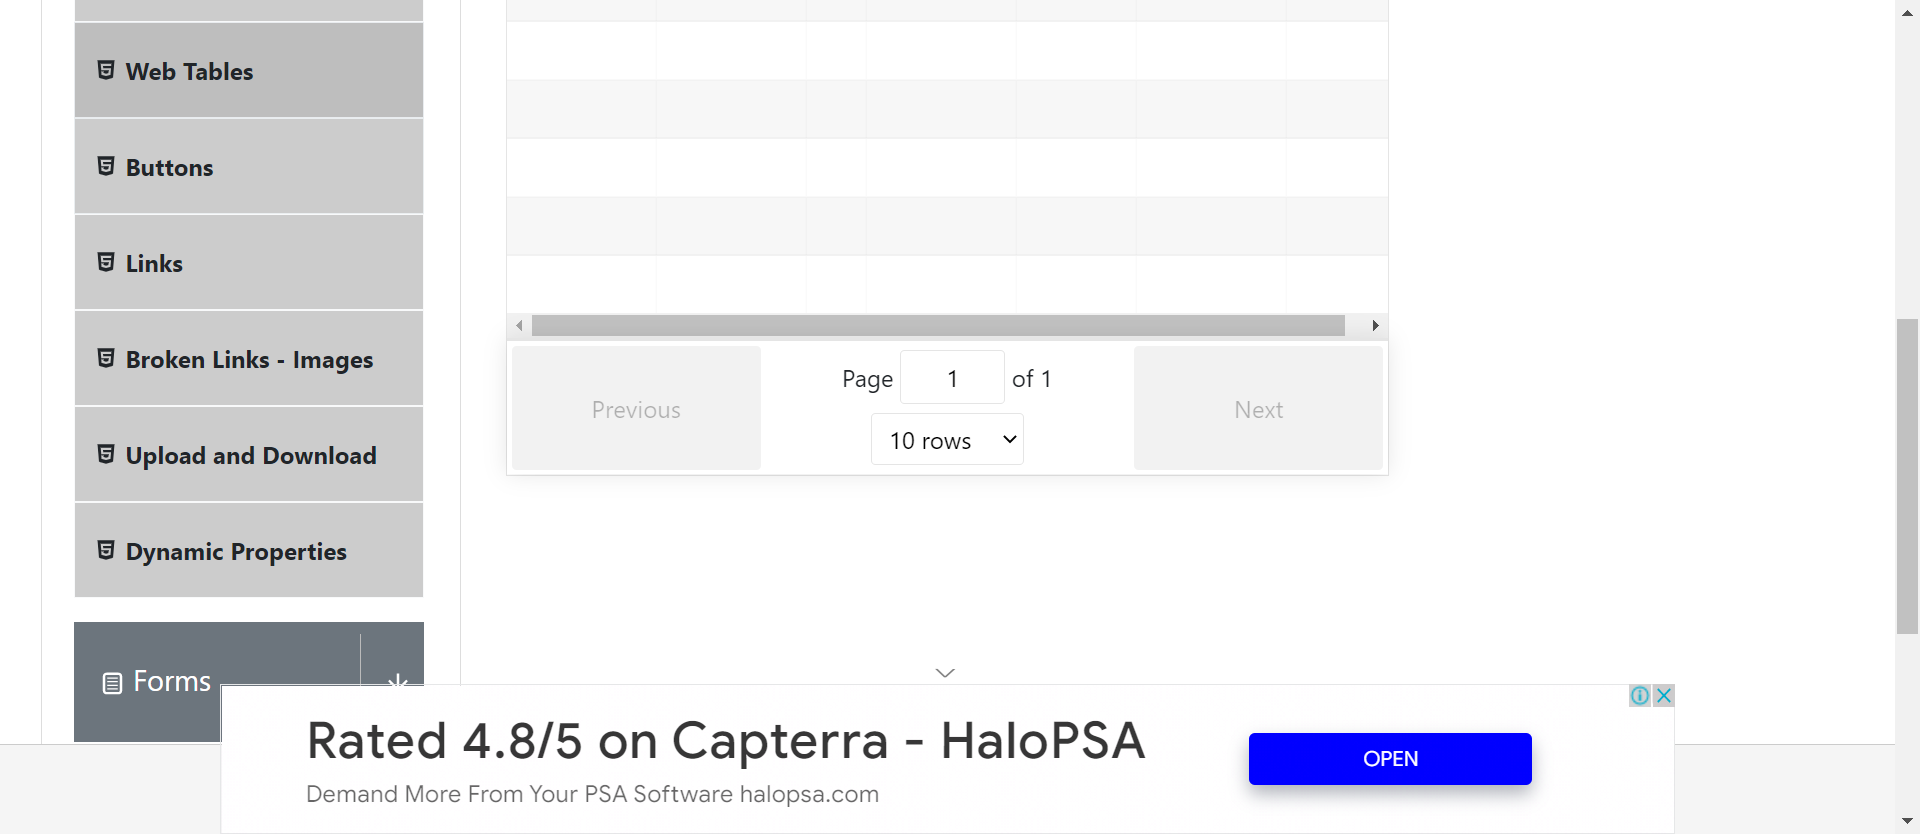 Web Tables
Buttons
Links
Broken Links - Images
Upload and Download
Dynamic Properties
Forms
Previous
Page 1 of 1
10 rows
Next
Rated 4.8/5 on Capterra - HaloPSA
Demand More From Your PSA Software halopsa.com
OPEN